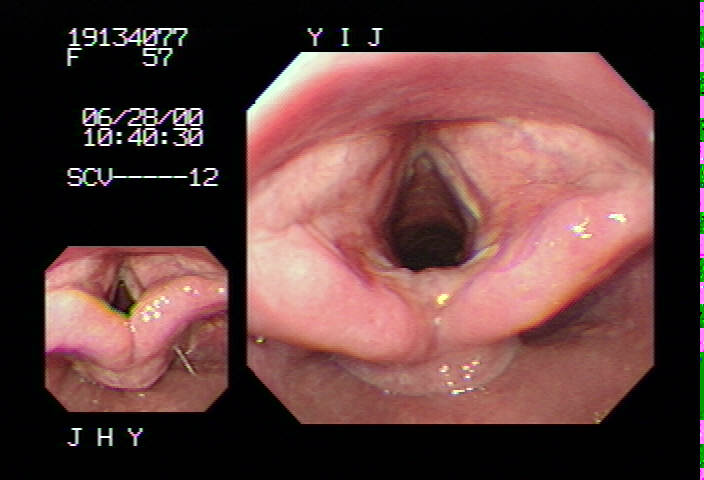 19134077
F 57
Y I J
06/28/00
10:40:30
SCV-----12
J H Y